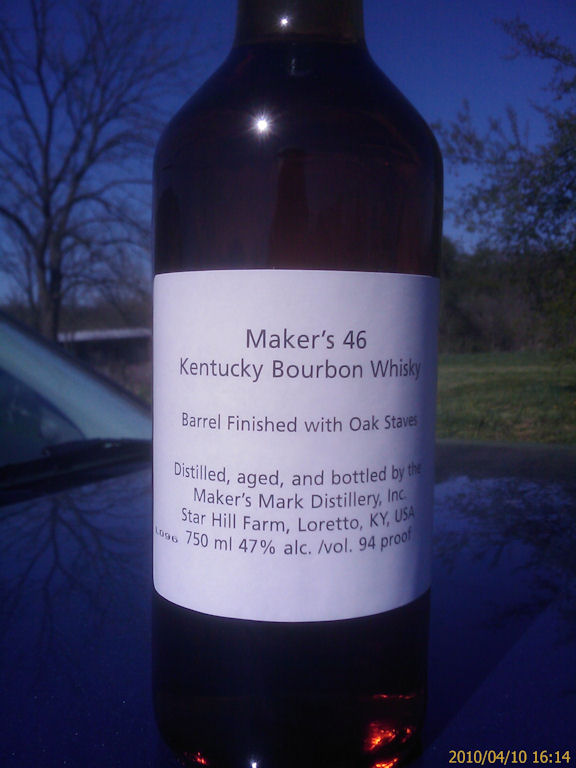 Maker's 46
Kentucky Bourbon Whisky
Barrel Finished with Oak Staves
Distilled, aged, and bottled by the
Maker's Mark Distillery, Inc.
Star Hill Farm, Loretto, KY, USA
L096 750 ml 47% alc. /vol. 94 proof
2010/04/10 16:14